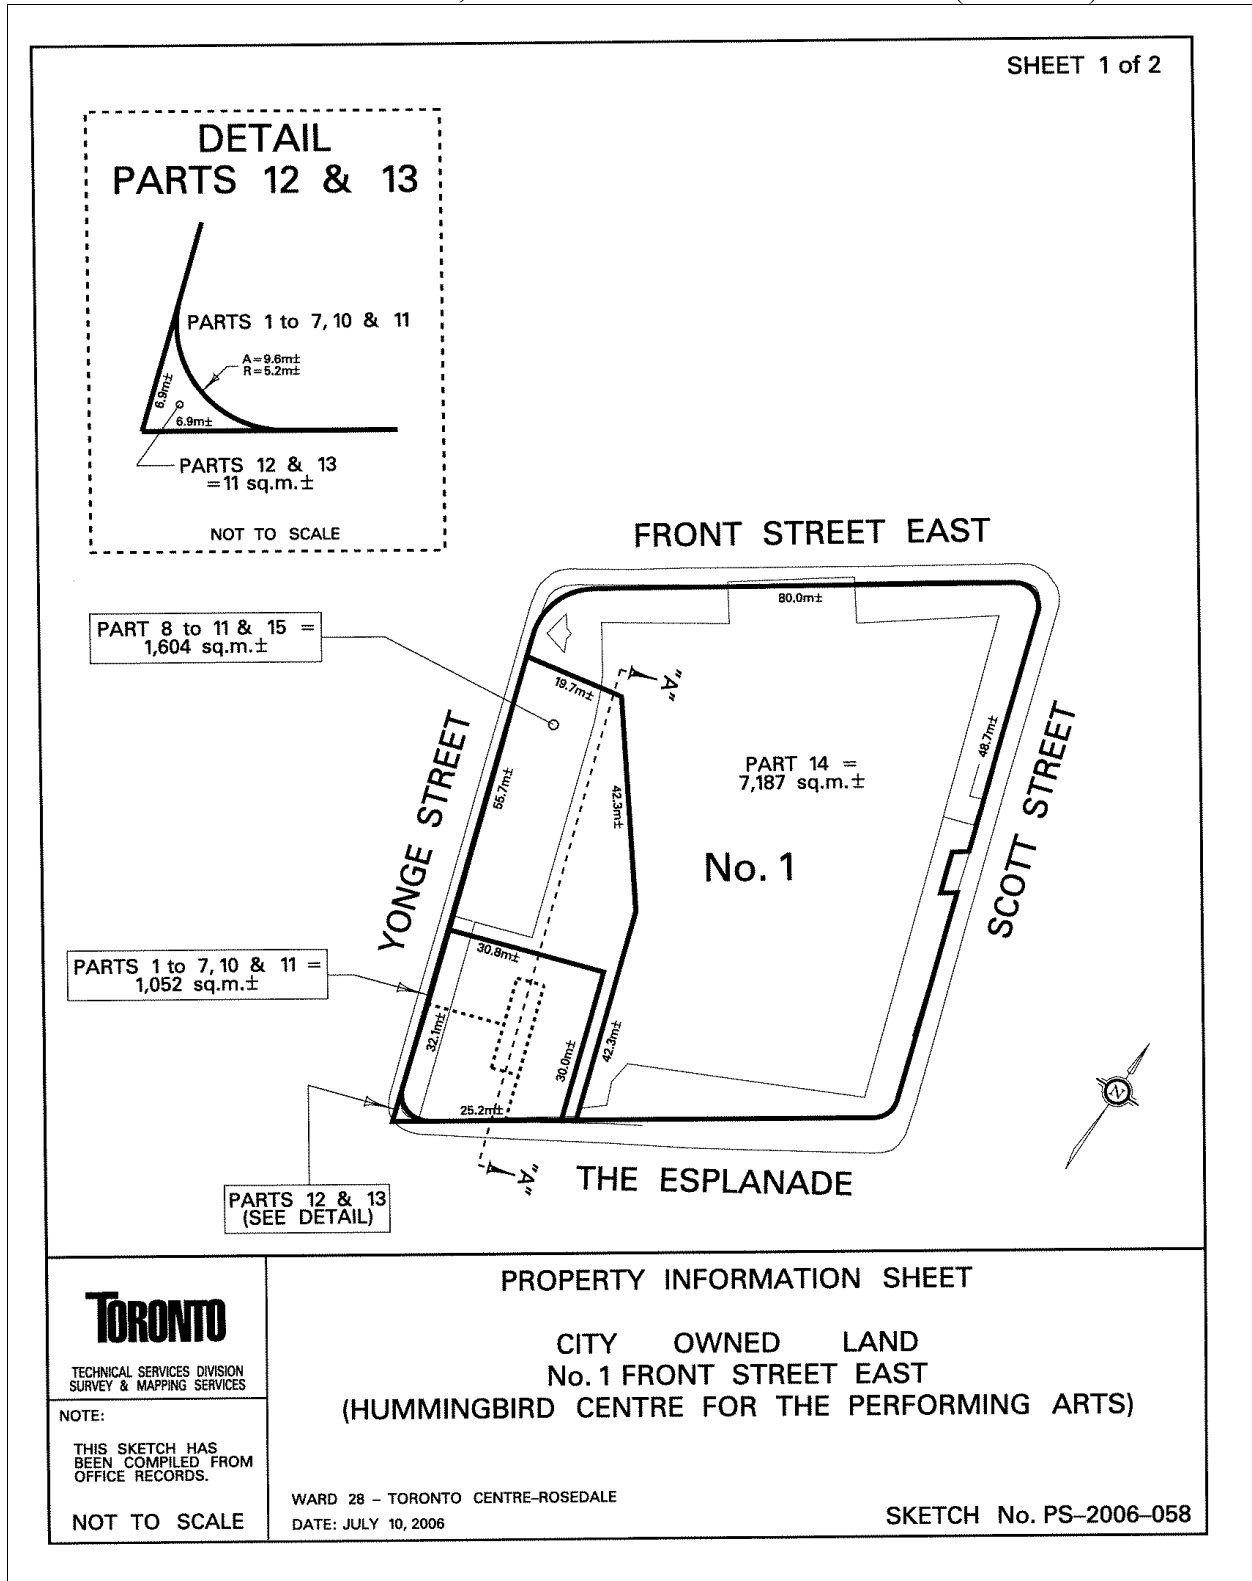 SHEET 1 of 2
DETAIL
PARTS 12 & 13
PARTS 1 to 7, 10 & 11
A=9.6m±
R=5.2m±
6.9m±
6.9m±
PARTS 12 & 13
=11 sq.m.±
NOT TO SCALE
FRONT STREET EAST
80.0m±
PART 8 to 11 & 15 =
1,604 sq.m.±
19.7m±
"A"
YONGE STREET
55.7m±
42.3m±
PART 14 =
7,187 sq.m.±
48.7m±
SCOTT STREET
No. 1
30.8m±
PARTS 1 to 7, 10 & 11 =
1,052 sq.m.±
32.1m±
30.0m±
42.3m±
25.2m±
N
"A"
THE ESPLANADE
PARTS 12 & 13
(SEE DETAIL)
TORONTO
TECHNICAL SERVICES DIVISION
SURVEY & MAPPING SERVICES
NOTE:
THIS SKETCH HAS
BEEN COMPILED FROM
OFFICE RECORDS.
NOT TO SCALE
PROPERTY INFORMATION SHEET
CITY OWNED LAND
No. 1 FRONT STREET EAST
(HUMMINGBIRD CENTRE FOR THE PERFORMING ARTS)
WARD 28 – TORONTO CENTRE–ROSEDALE
DATE: JULY 10, 2006
SKETCH No. PS–2006–058